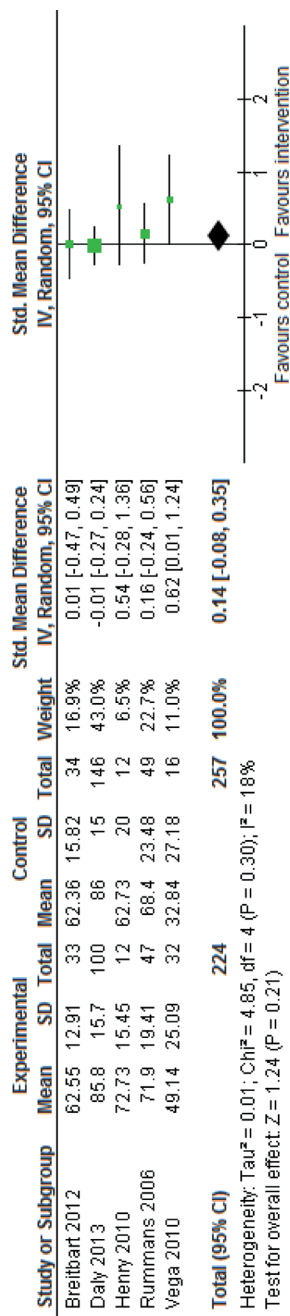 Experimental Control Std. Mean Difference Std. Mean Difference
Study or Subgroup Mean SD Total Mean SD Total Weight IV, Random, 95% CI IV, Random, 95% CI
Breitbart 2012 62.55 12.91 33 62.36 15.82 34 16.9% 0.01 [-0.47, 0.49]
Daly 2013 85.8 15.7 100 86 15 146 43.0% -0.01 [-0.27, 0.24]
Henry 2010 72.73 15.45 12 62.73 20 12 6.5% 0.54 [-0.28, 1.36]
Rummans 2006 71.9 19.41 47 68.4 23.48 49 22.7% 0.16 [-0.24, 0.56]
Vega 2010 49.14 25.09 32 32.84 27.18 16 11.0% 0.62 [0.01, 1.24]
Total (95% CI) 224 257 100.0% 0.14 [-0.08, 0.35]
Heterogeneity: Tau² = 0.01; Chi² = 4.85, df = 4 (P = 0.30); I² = 18%
Test for overall effect: Z = 1.24 (P = 0.21)
-2 -1 0 1 2
Favours control Favours intervention